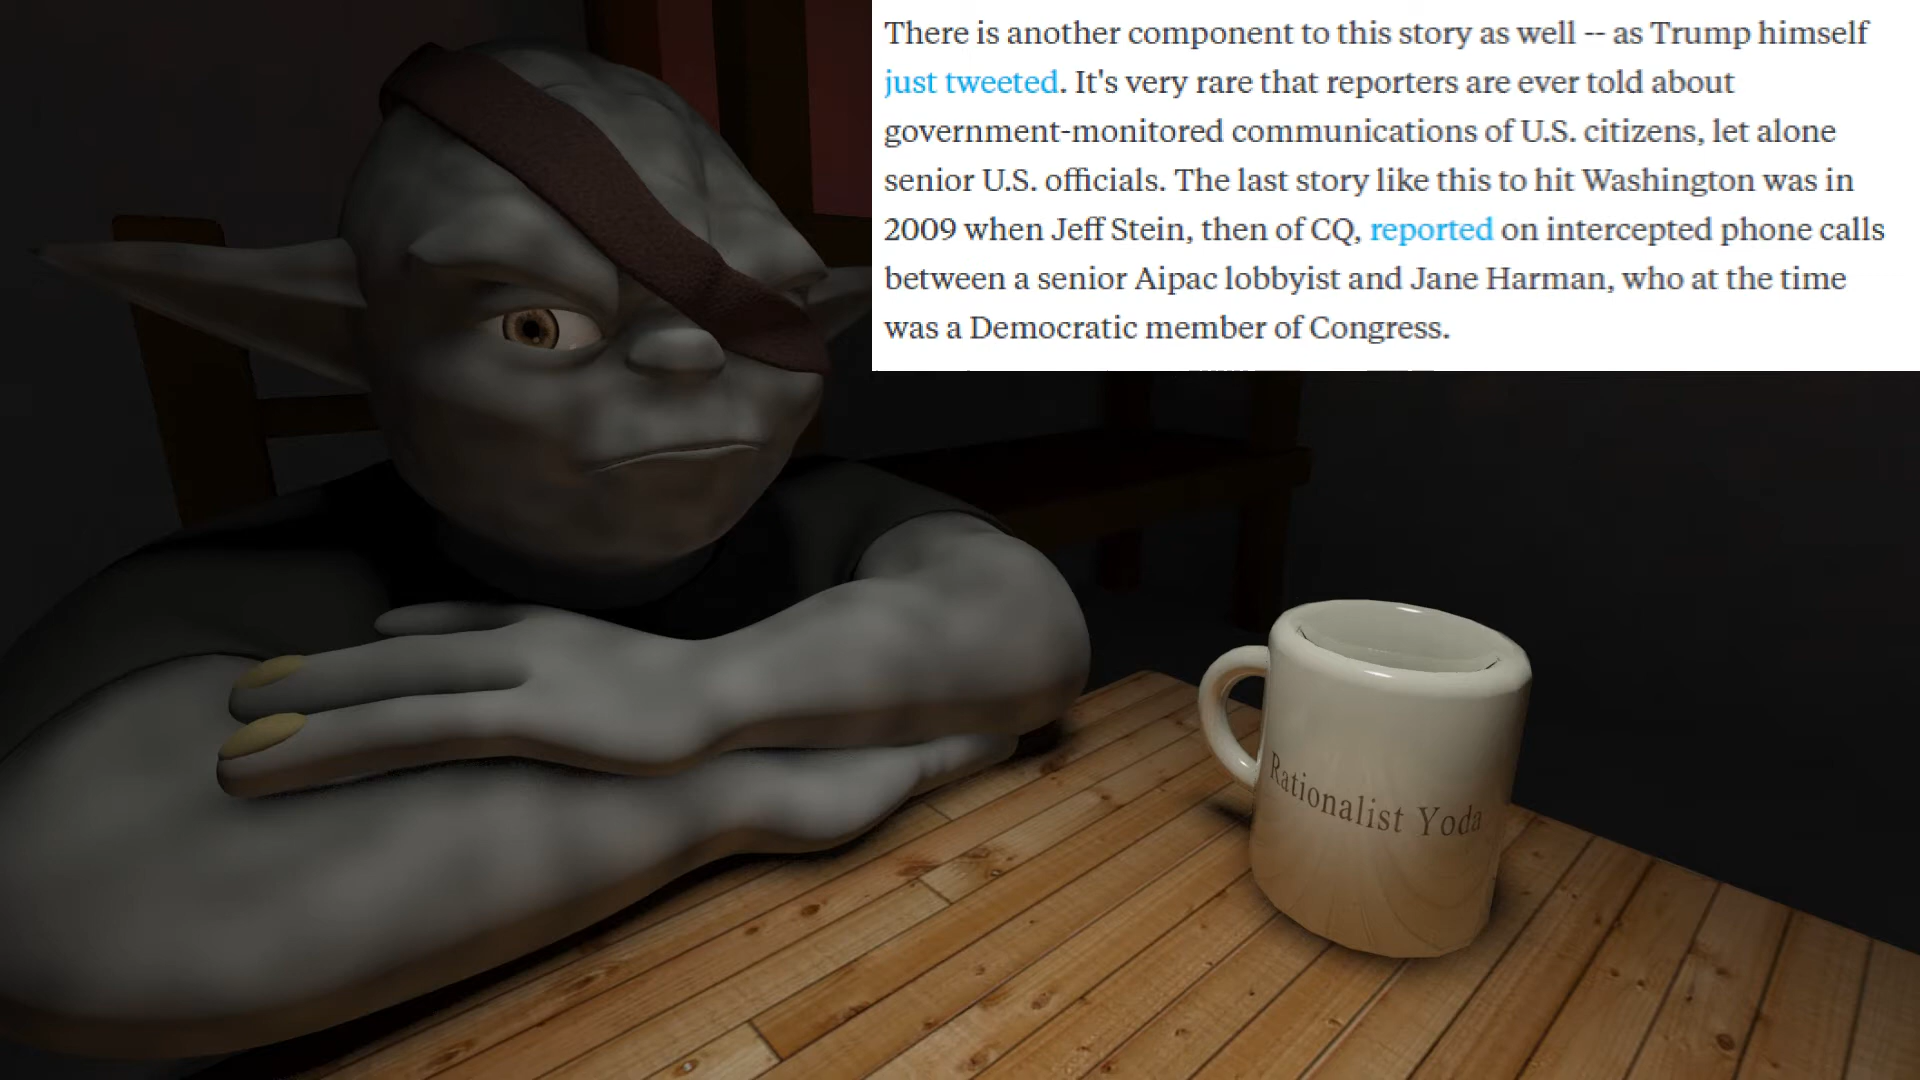 There is another component to this story as well -- as Trump himself
just tweeted. It's very rare that reporters are ever told about
government-monitored communications of U.S. citizens, let alone
senior U.S. officials. The last story like this to hit Washington was in
2009 when Jeff Stein, then of CQ, reported on intercepted phone calls
between a senior Aipac lobbyist and Jane Harman, who at the time
was a Democratic member of Congress.
Rationalist Yoda